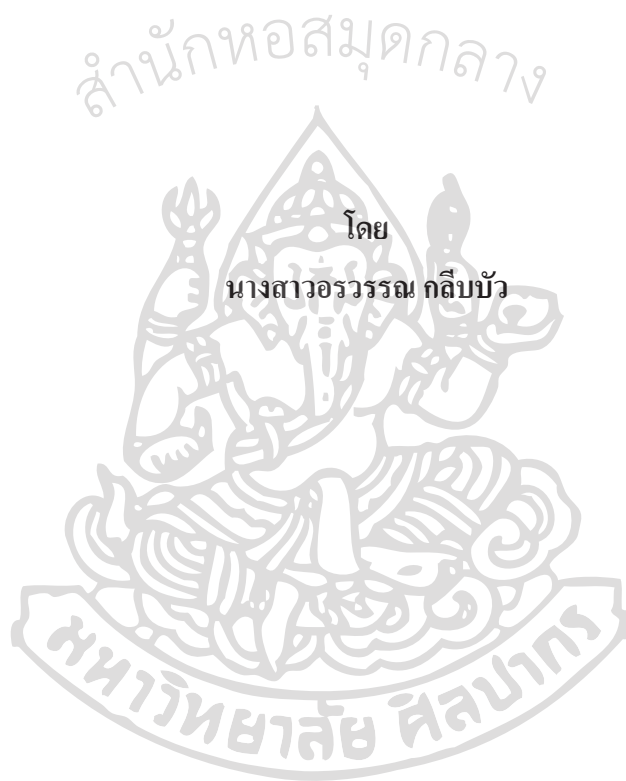 สำนักหอสมุดกลาง
โดย
นางสาวอรวรรณ กลีบบัว
มหาวิทยาลัย ศิลปากร